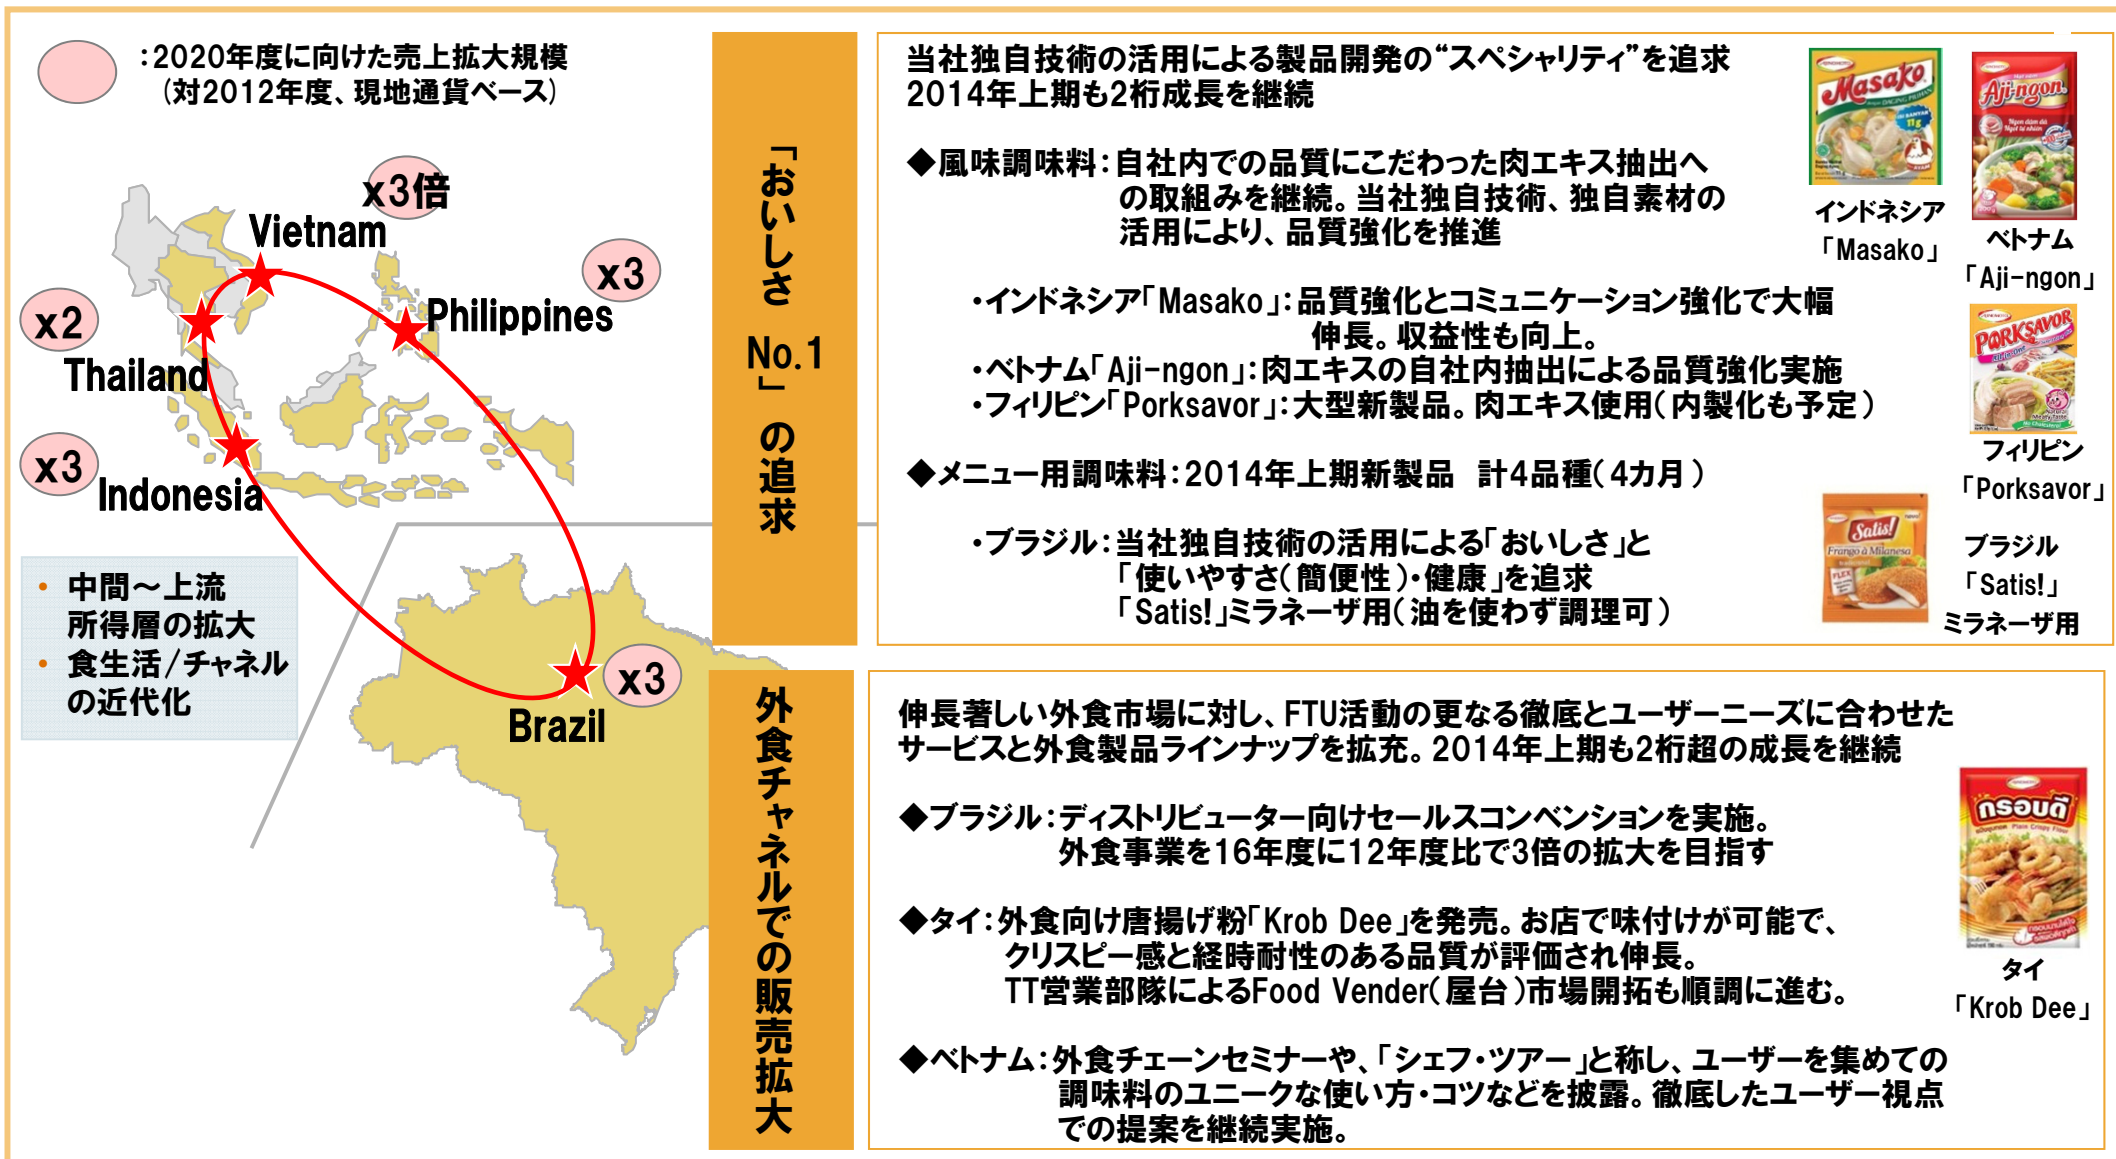 :2020年度に向けた売上拡大規模
(対2012年度、現地通貨ベース)
x3倍
Vietnam
x3
Philippines
x2
Thailand
x3
Indonesia
x3
Brazil
• 中間～上流
所得層の拡大
• 食生活/チャネル
の近代化
「おいしさ No.1」の追求
当社独自技術の活用による製品開発の“スペシャリティ”を追求
2014年上期も2桁成長を継続
◆風味調味料：自社内での品質にこだわった肉エキス抽出へ
の取組みを継続。当社独自技術、独自素材の
活用により、品質強化を推進
・インドネシア「Masako」：品質強化とコミュニケーション強化で大幅
伸長。収益性も向上。
・ベトナム「Aji-ngon」：肉エキスの自社内抽出による品質強化実施
・フィリピン「Porksavor」：大型新製品。肉エキス使用（内製化も予定）
◆メニュー用調味料：2014年上期新製品 計4品種（4カ月）
・ブラジル：当社独自技術の活用による「おいしさ」と
「使いやすさ（簡便性）・健康」を追求
「Satis!」ミラネーザ用（油を使わず調理可）
Masako
11g
インドネシア
「Masako」
Aji-ngon
ベトナム
「Aji-ngon」
PORKSAVOR
フィリピン
「Porksavor」
Satis!
Frango à Milanesa
ブラジル
「Satis!」
ミラネーザ用
外食チャネルでの販売拡大
伸長著しい外食市場に対し、FTU活動の更なる徹底とユーザーニーズに合わせた
サービスと外食製品ラインナップを拡充。2014年上期も2桁超の成長を継続
◆ブラジル：ディストリビューター向けセールスコンベンションを実施。
外食事業を16年度に12年度比で3倍の拡大を目指す
◆タイ：外食向け唐揚げ粉「Krob Dee」を発売。お店で味付けが可能で、
クリスピー感と経時耐性のある品質が評価され伸長。
TT営業部隊によるFood Vender（屋台）市場開拓も順調に進む。
◆ベトナム：外食チェーンセミナーや、「シェフ・ツアー」と称し、ユーザーを集めての
調味料のユニークな使い方・コツなどを披露。徹底したユーザー視点
での提案を継続実施。
กรอบดี
タイ
「Krob Dee」